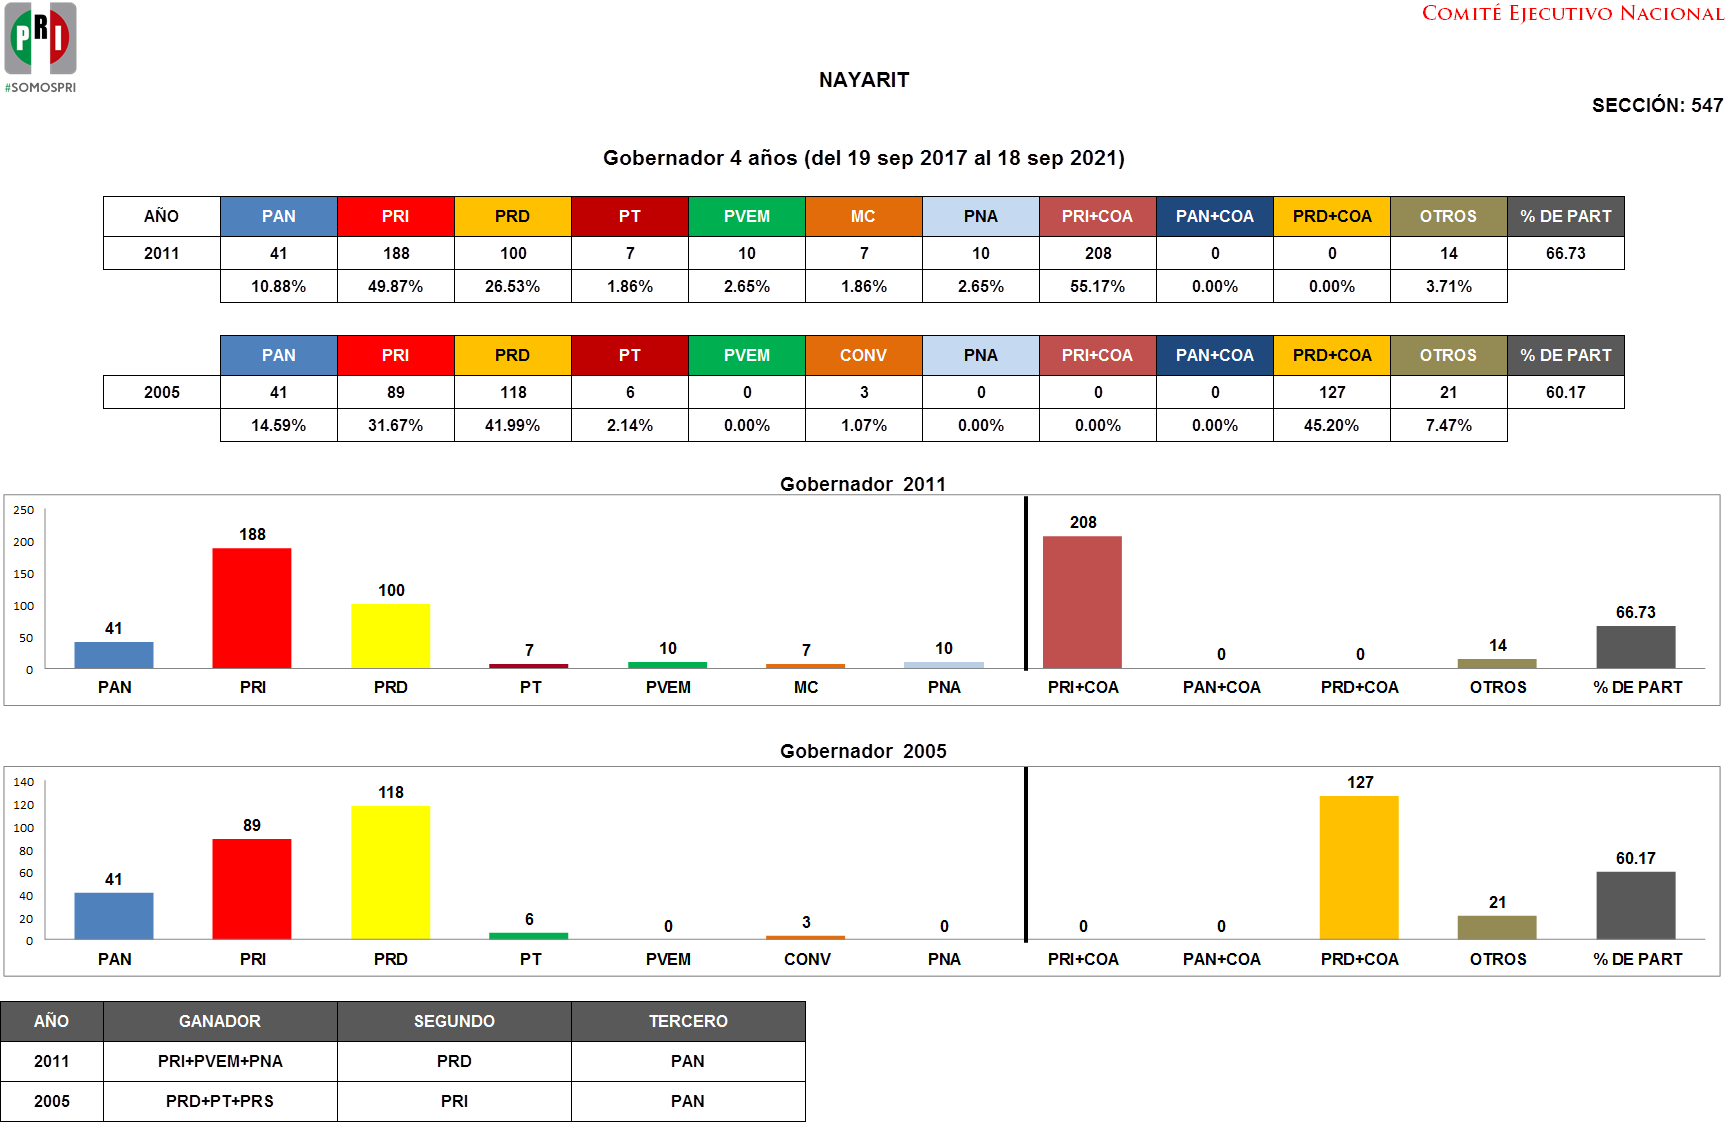 PRI
#SOMOSPRI
COMITÉ EJECUTIVO NACIONAL
NAYARIT
SECCIÓN: 547
Gobernador 4 años (del 19 sep 2017 al 18 sep 2021)
AÑO PAN PRI PRD PT PVEM MC PNA PRI+COA PAN+COA PRD+COA OTROS % DE PART
2011 41 188 100 7 10 7 10 208 0 0 14 66.73
10.88% 49.87% 26.53% 1.86% 2.65% 1.86% 2.65% 55.17% 0.00% 0.00% 3.71%
PAN PRI PRD PT PVEM CONV PNA PRI+COA PAN+COA PRD+COA OTROS % DE PART
2005 41 89 118 6 0 3 0 0 0 127 21 60.17
14.59% 31.67% 41.99% 2.14% 0.00% 1.07% 0.00% 0.00% 0.00% 45.20% 7.47%
Gobernador 2011
250
200
150
100
50
0
41 188 100 7 10 7 10 208 0 0 14 66.73
PAN PRI PRD PT PVEM MC PNA PRI+COA PAN+COA PRD+COA OTROS % DE PART
Gobernador 2005
140
120
100
80
60
40
20
0
41 89 118 6 0 3 0 0 0 127 21 60.17
PAN PRI PRD PT PVEM CONV PNA PRI+COA PAN+COA PRD+COA OTROS % DE PART
AÑO GANADOR SEGUNDO TERCERO
2011 PRI+PVEM+PNA PRD PAN
2005 PRD+PT+PRS PRI PAN